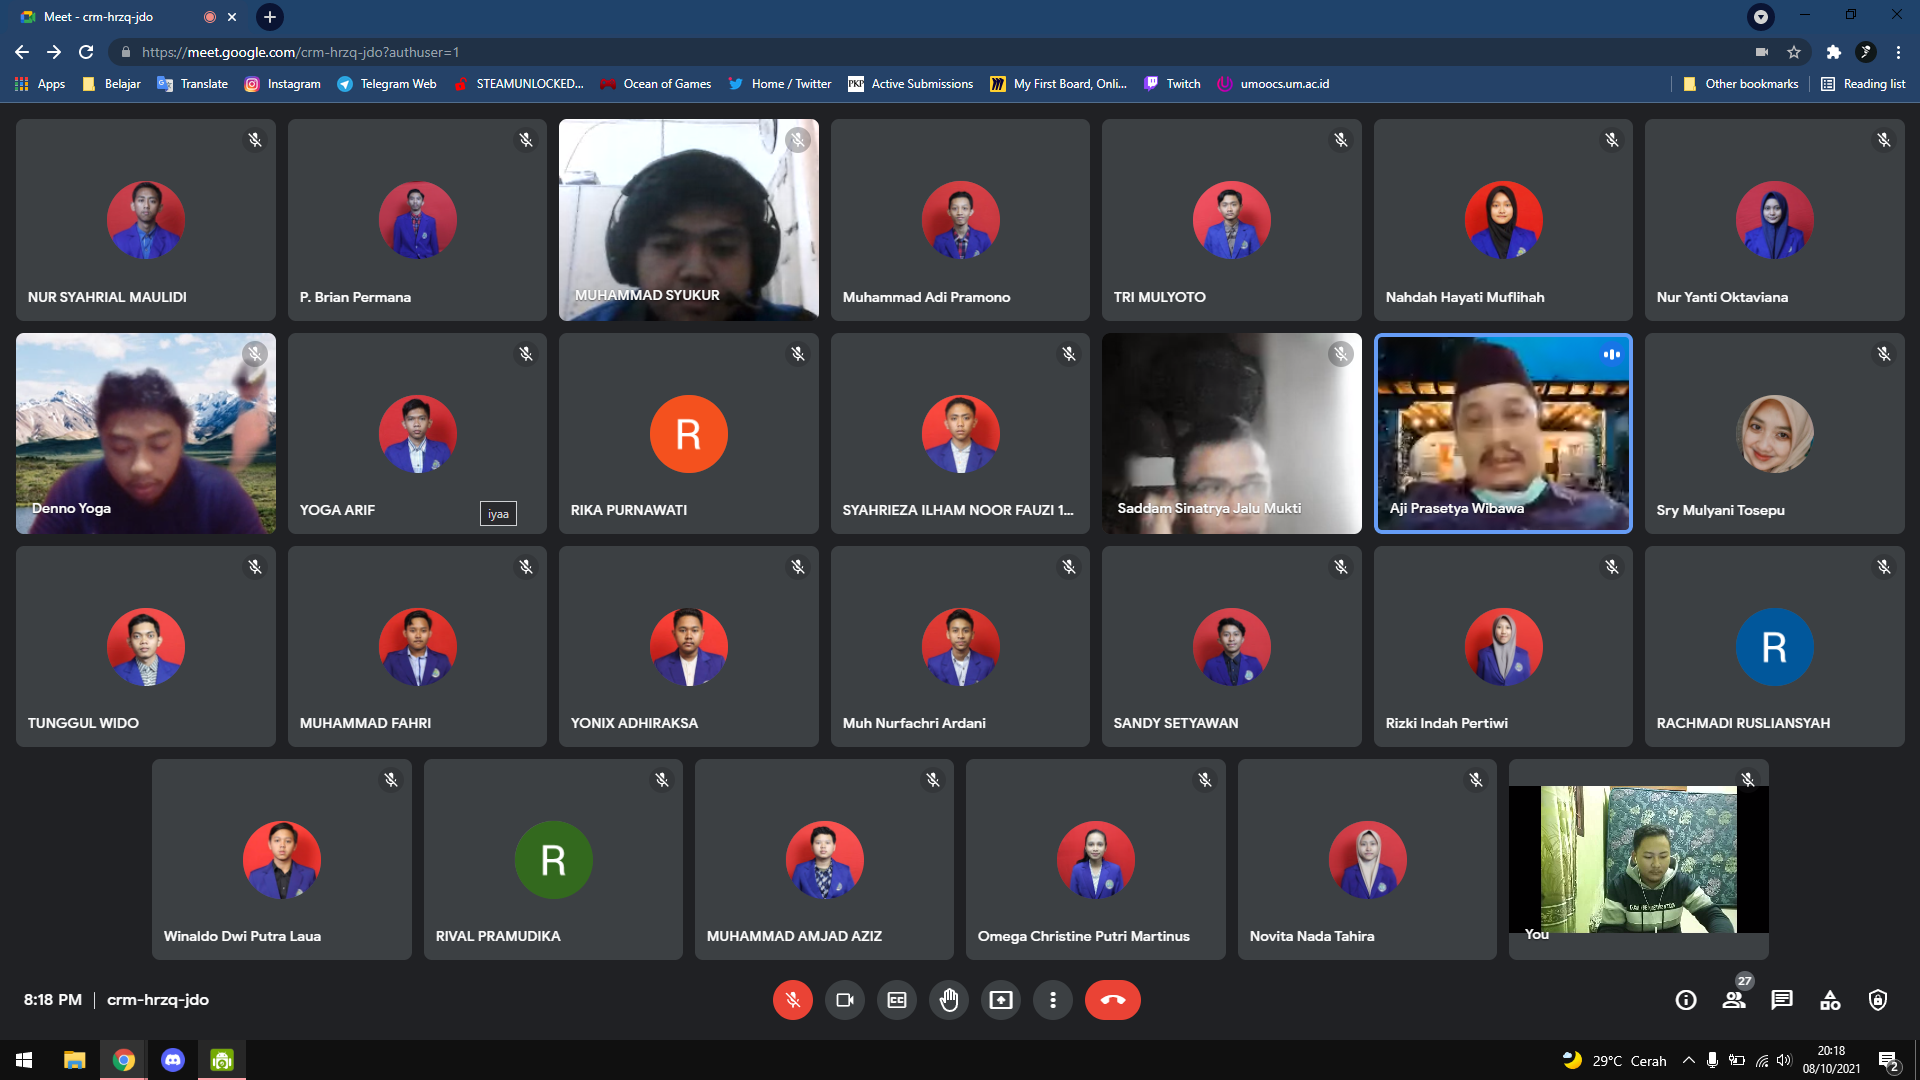 Meet - crm-hrzq-jdo
https://meet.google.com/crm-hrzq-jdo?authuser=1
Apps Belajar Translate Instagram Telegram Web STEAMUNLOCKED... Ocean of Games Home / Twitter PKP Active Submissions My First Board, Onli... Twitch umoocs.um.ac.id Other bookmarks Reading list
NUR SYAHRIAL MAULIDI P. Brian Permana MUHAMMAD SYUKUR Muhammad Adi Pramono TRI MULYOTO Nahdah Hayati Muflihah Nur Yanti Oktaviana
R
Denno Yoga YOGA ARIF iyaa RIKA PURNAWATI SYAHRIEZA ILHAM NOOR FAUZI 1... Saddam Sinatrya Jalu Mukti Aji Prasetya Wibawa Sry Mulyani Tosepu
R
TUNGGUL WIDO MUHAMMAD FAHRI YONIX ADHIRAKSA Muh Nurfachri Ardani SANDY SETYAWAN Rizki Indah Pertiwi RACHMADI RUSLIANSYAH
R
Winaldo Dwi Putra Laua RIVAL PRAMUDIKA MUHAMMAD AMJAD AZIZ Omega Christine Putri Martinus Novita Nada Tahira You
8:18 PM | crm-hrzq-jdo 27
29°C Cerah 20:18
08/10/2021 2